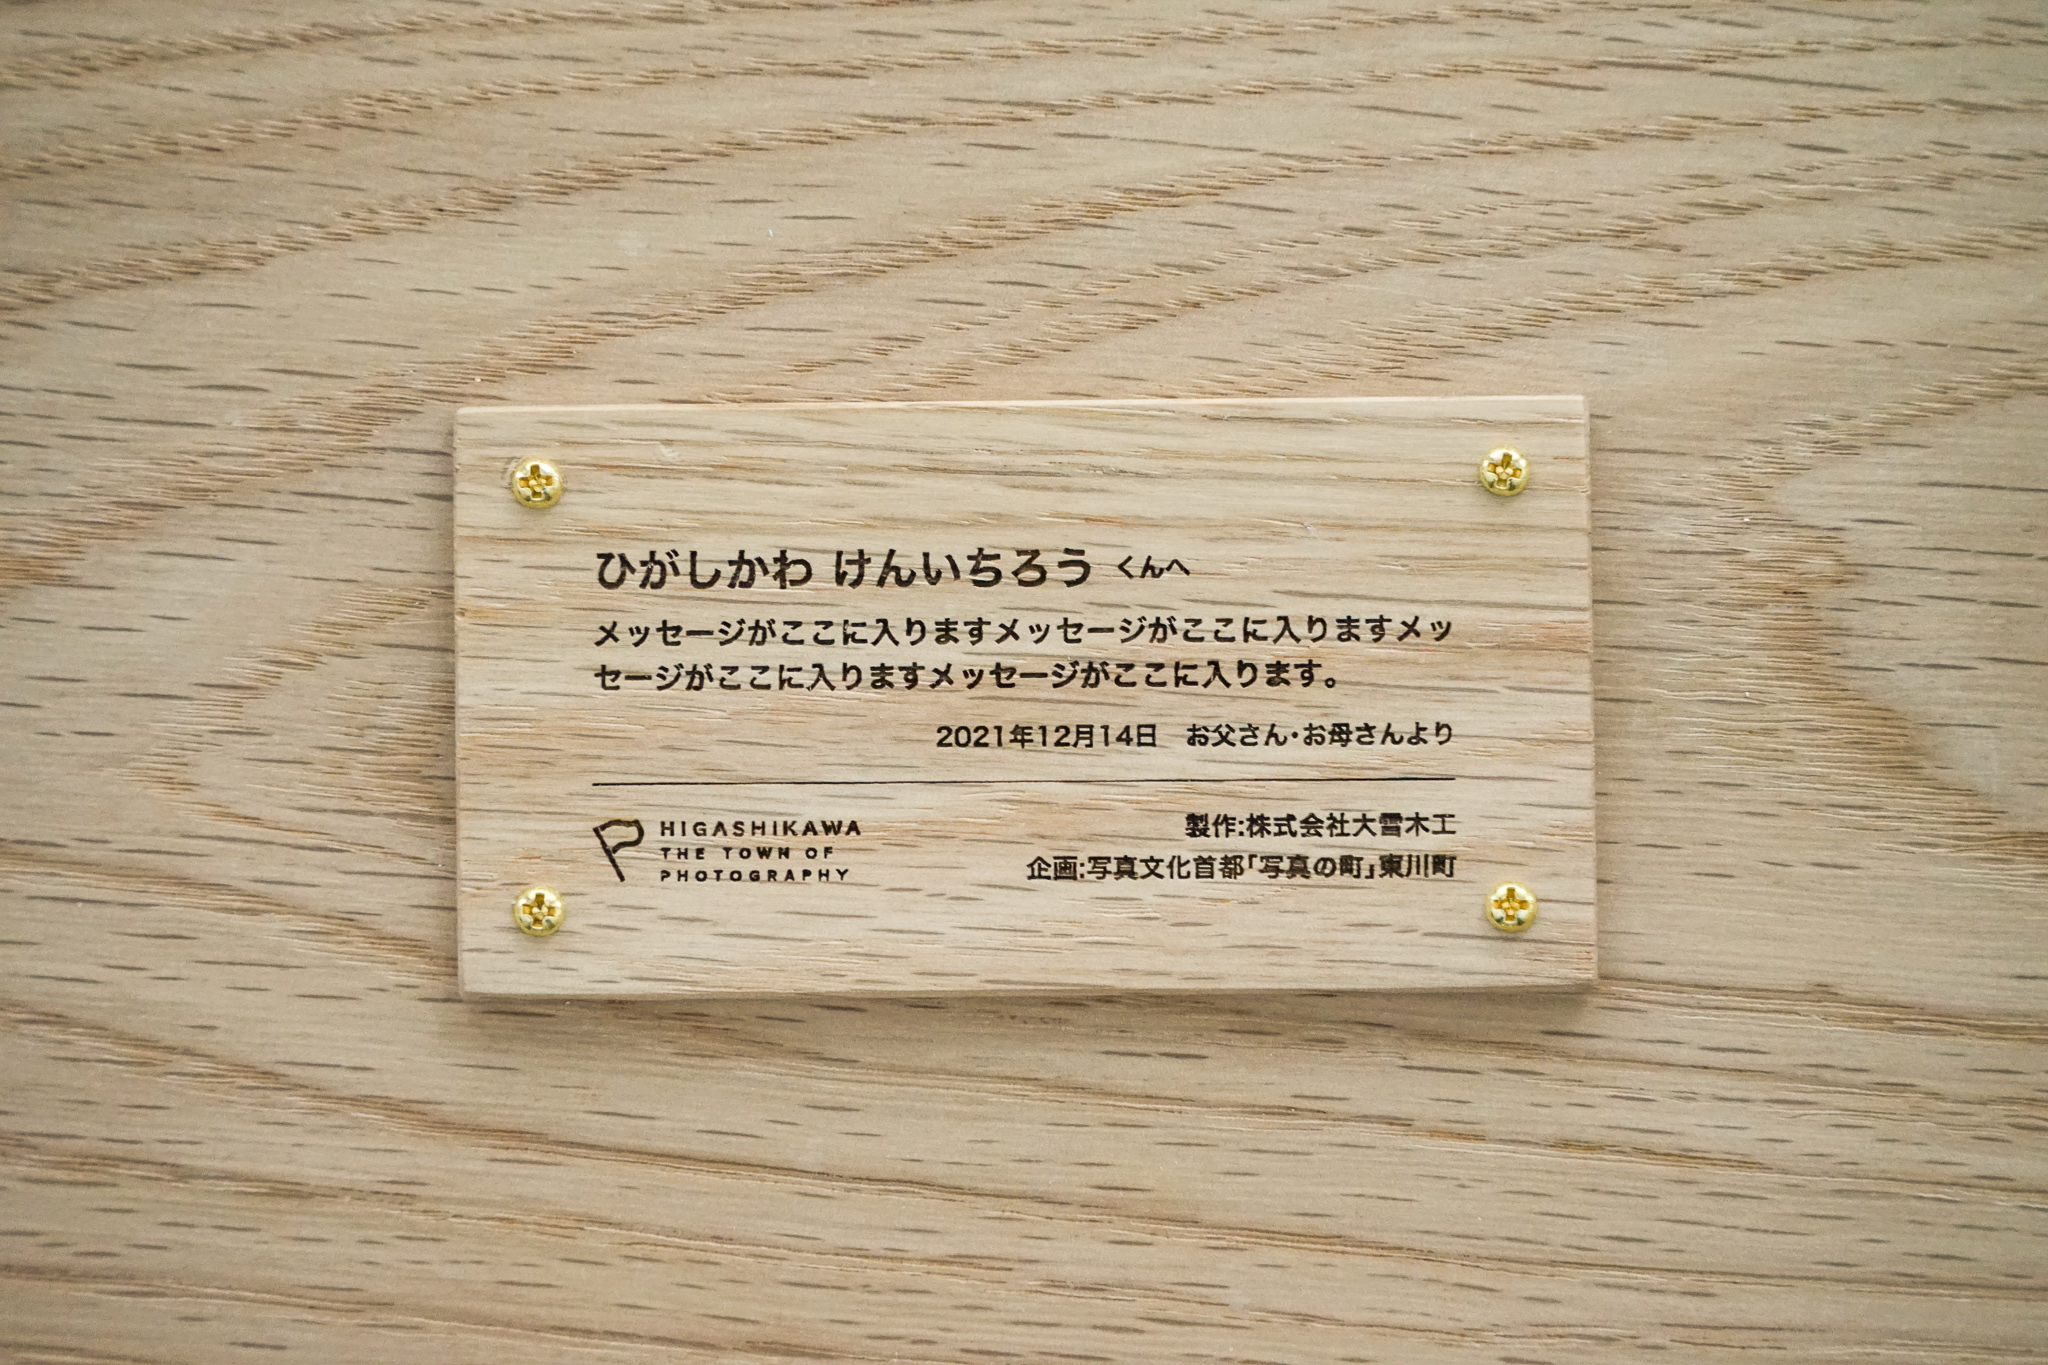 ひがしかわ けんいちろう くんへ
メッセージがここに入りますメッセージがここに入りますメッ
セージがここに入りますメッセージがここに入ります。
2021年12月14日　お父さん・お母さんより
HIGASHIKAWA
THE TOWN OF
PHOTOGRAPHY
製作:株式会社大雪木工
企画:写真文化首都「写真の町」東川町